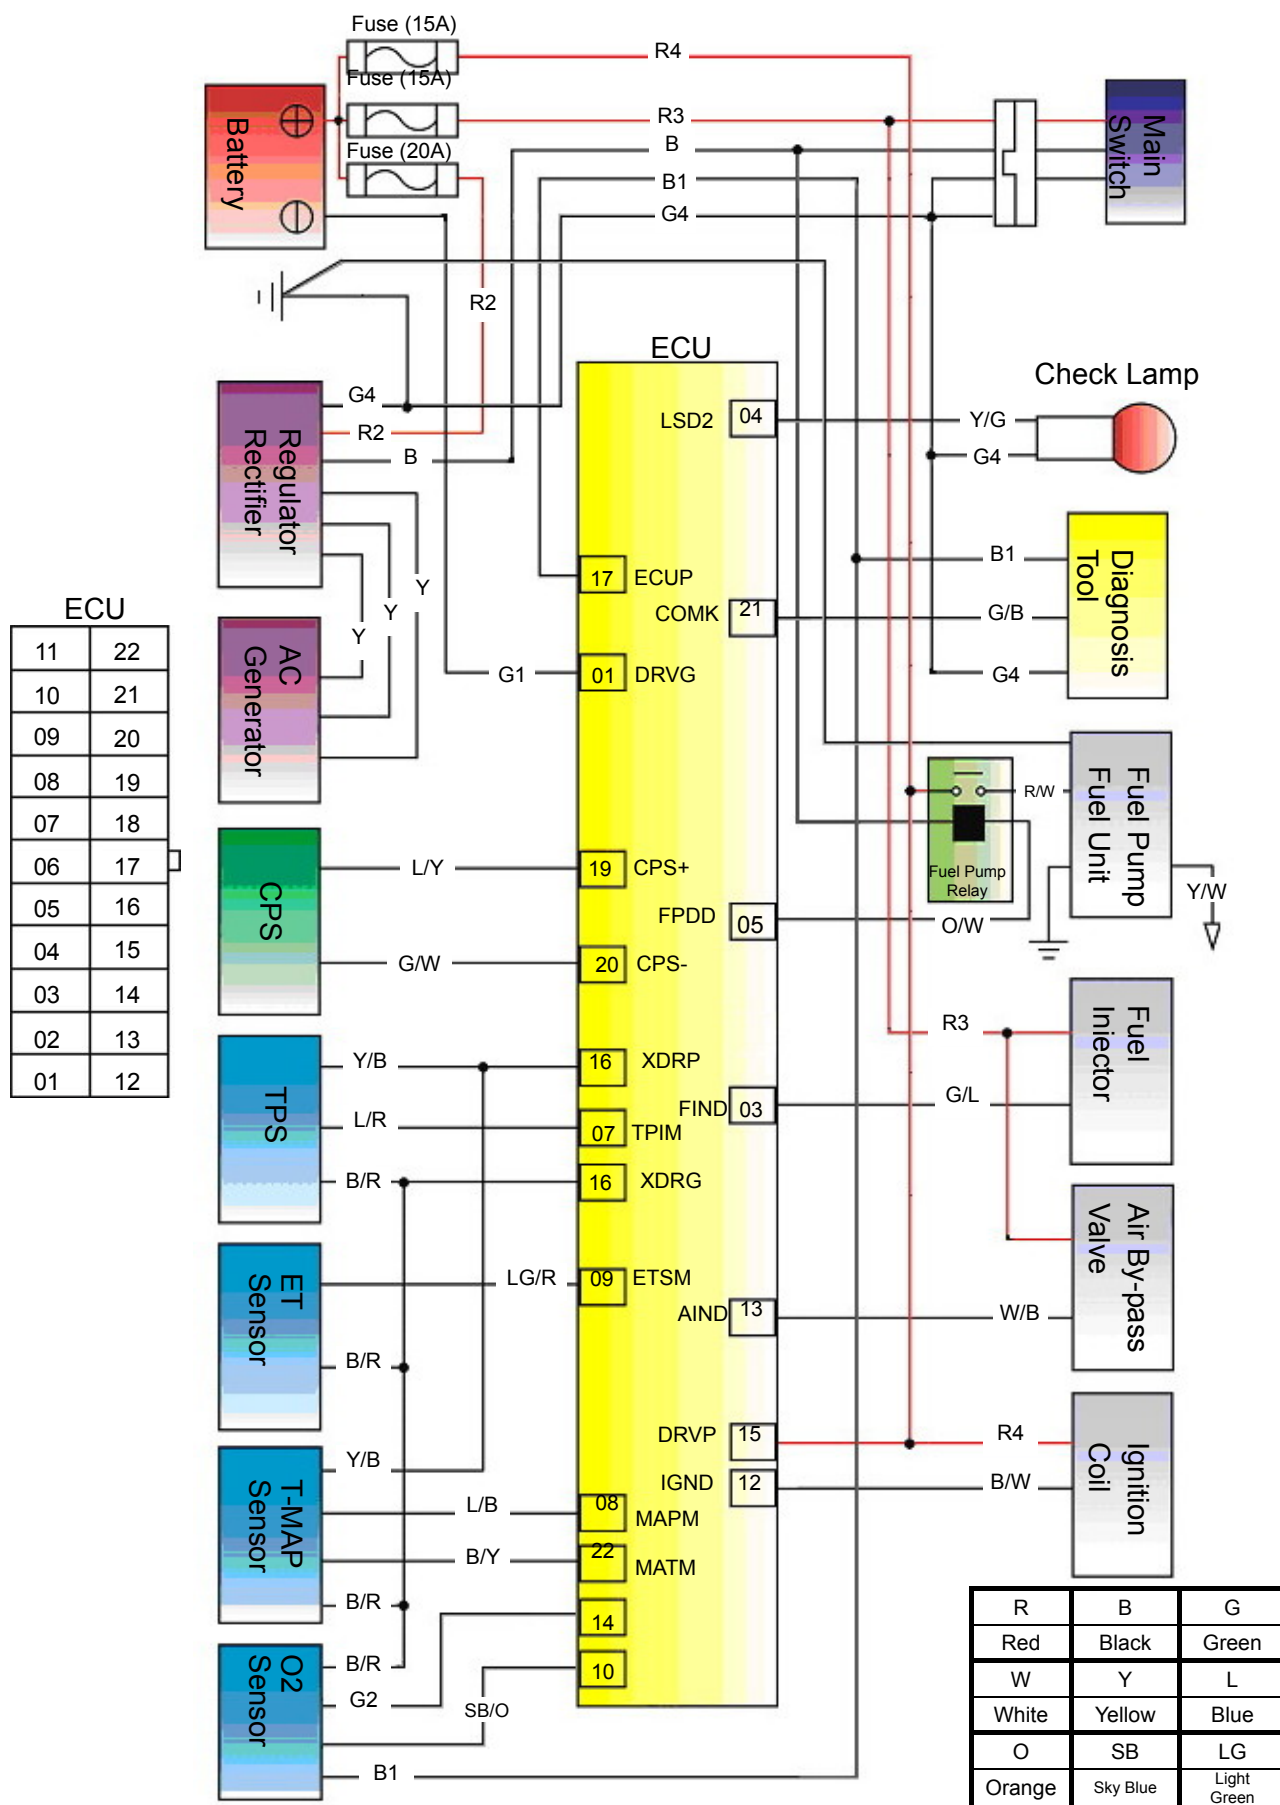 Fuse (15A)
R4
Fuse (15A)
R3
B
Fuse (20A)
B1
G4
Battery
Main
Switch
R2
ECU
Check Lamp
G4
R2
B
Regulator
Rectifier
LSD2
04
Y/G
G4
Y
Y
Y
17
ECUP
COMK
21
B1
G/B
G4
Diagnosis
Tool
ECU
11 22
10 21
09 20
08 19
07 18
06 17
05 16
04 15
03 14
02 13
01 12
AC
Generator
G1
01
DRVG
R/W
Fuel Pump
Relay
Fuel Pump
Fuel Unit
Y/W
CPS
L/Y
19
CPS+
FPDD
05
O/W
G/W
20
CPS-
TPS
Y/B
16
XDRP
R3
Fuel
Injector
FIND
03
G/L
L/R
07
TPIM
B/R
16
XDRG
ET
Sensor
LG/R
09
ETSM
AIND
13
W/B
Air By-pass
Valve
B/R
DRVP
15
R4
Ignition
Coil
T-MAP
Sensor
Y/B
IGND
12
B/W
L/B
08
MAPM
B/Y
22
MATM
B/R
14
O2
Sensor
B/R
10
G2
SB/O
B1
R B G
Red Black Green
W Y L
White Yellow Blue
O SB LG
Orange Sky Blue Light
Green